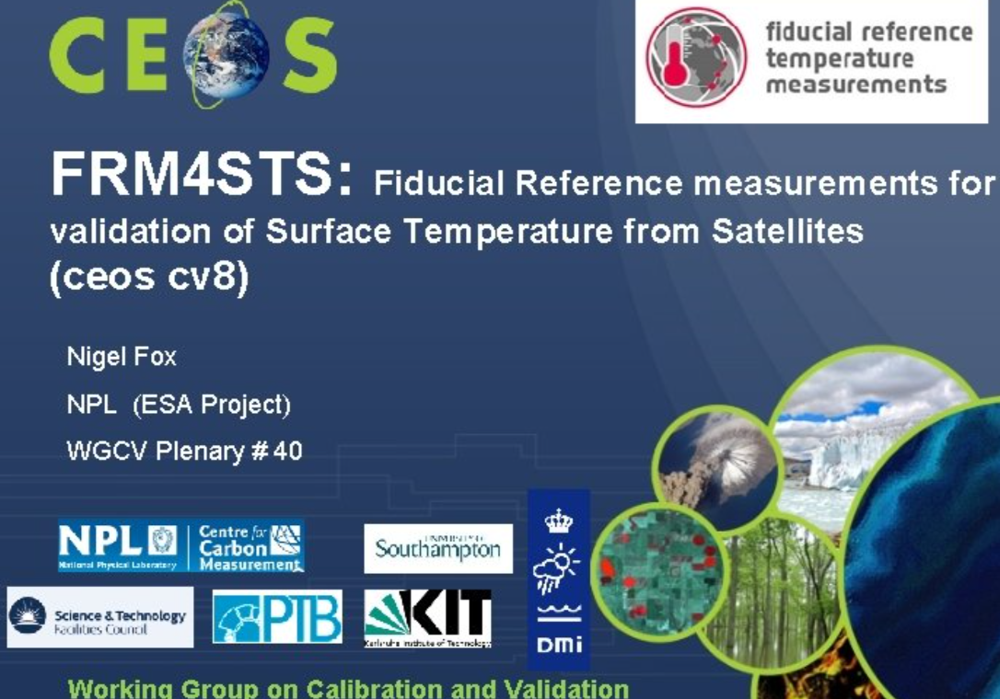 CEOS
fiducial reference
temperature
measurements
FRM4STS: Fiducial Reference measurements for
validation of Surface Temperature from Satellites
(ceos cv8)
Nigel Fox
NPL (ESA Project)
WGCV Plenary # 40
NPL
National Physical Laboratory
Centre for
Carbon
Measurement
UNIVERSITY OF
Southampton
Science & Technology
Facilities Council
PTB
KIT
Karlsruhe Institute of Technology
DMi
Working Group on Calibration and Validation